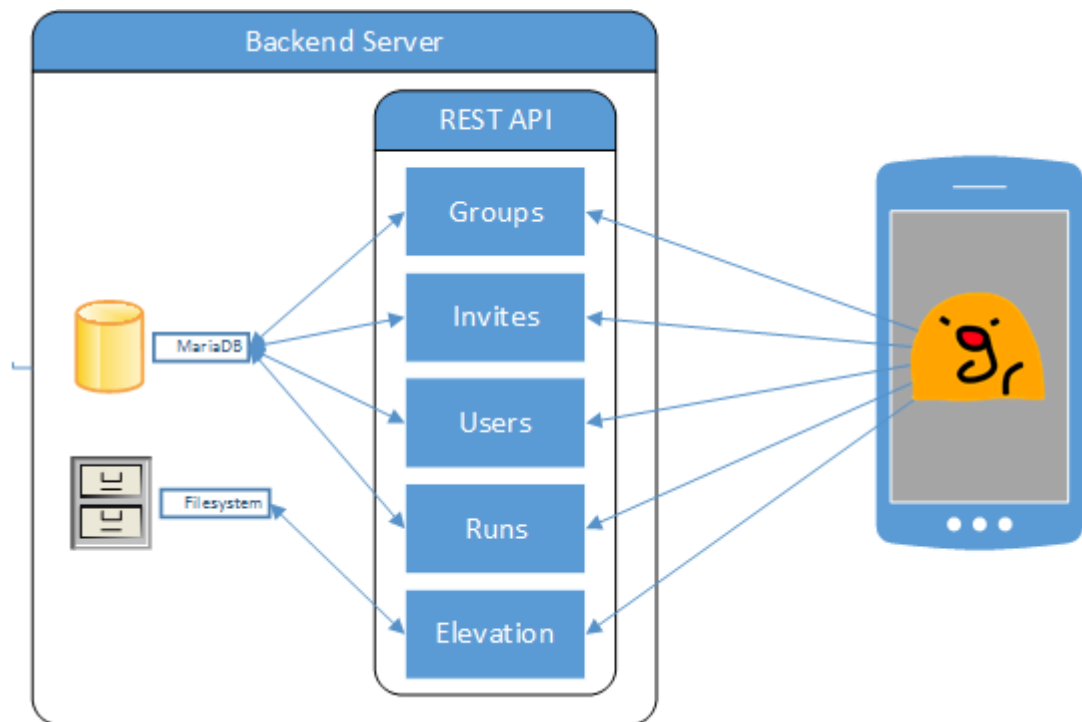 Backend Server
REST API
Groups
Invites
MariaDB
Users
Filesystem
Runs
Elevation